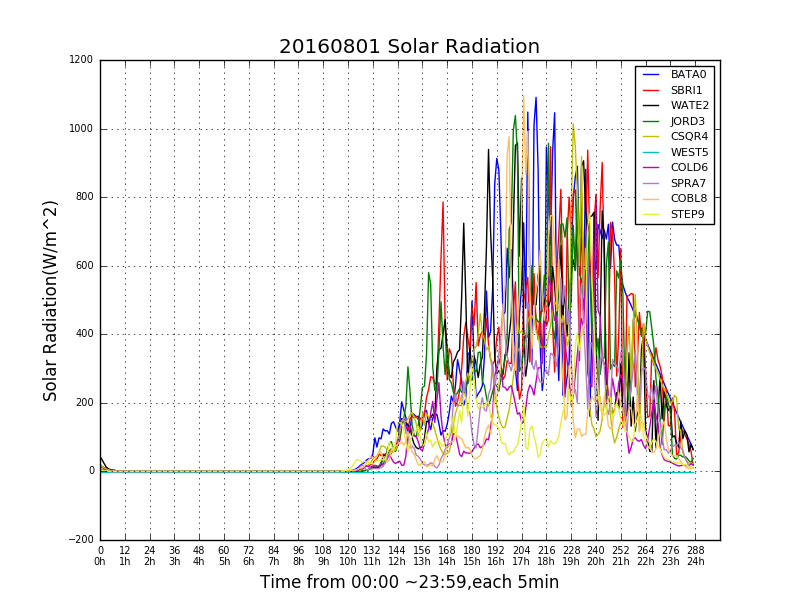 20160801 Solar Radiation
1200
1000
800
600
400
200
0
−200
Solar Radiation(W/m^2)
BATA0
SBRI1
WATE2
JORD3
CSQR4
WEST5
COLD6
SPRA7
COBL8
STEP9
0 12 24 36 48 60 72 84 96 108 120 132 144 156 168 180 192 204 216 228 240 252 264 276 288
0h 1h 2h 3h 4h 5h 6h 7h 8h 9h 10h 11h 12h 13h 14h 15h 16h 17h 18h 19h 20h 21h 22h 23h 24h
Time from 00:00 ~23:59,each 5min